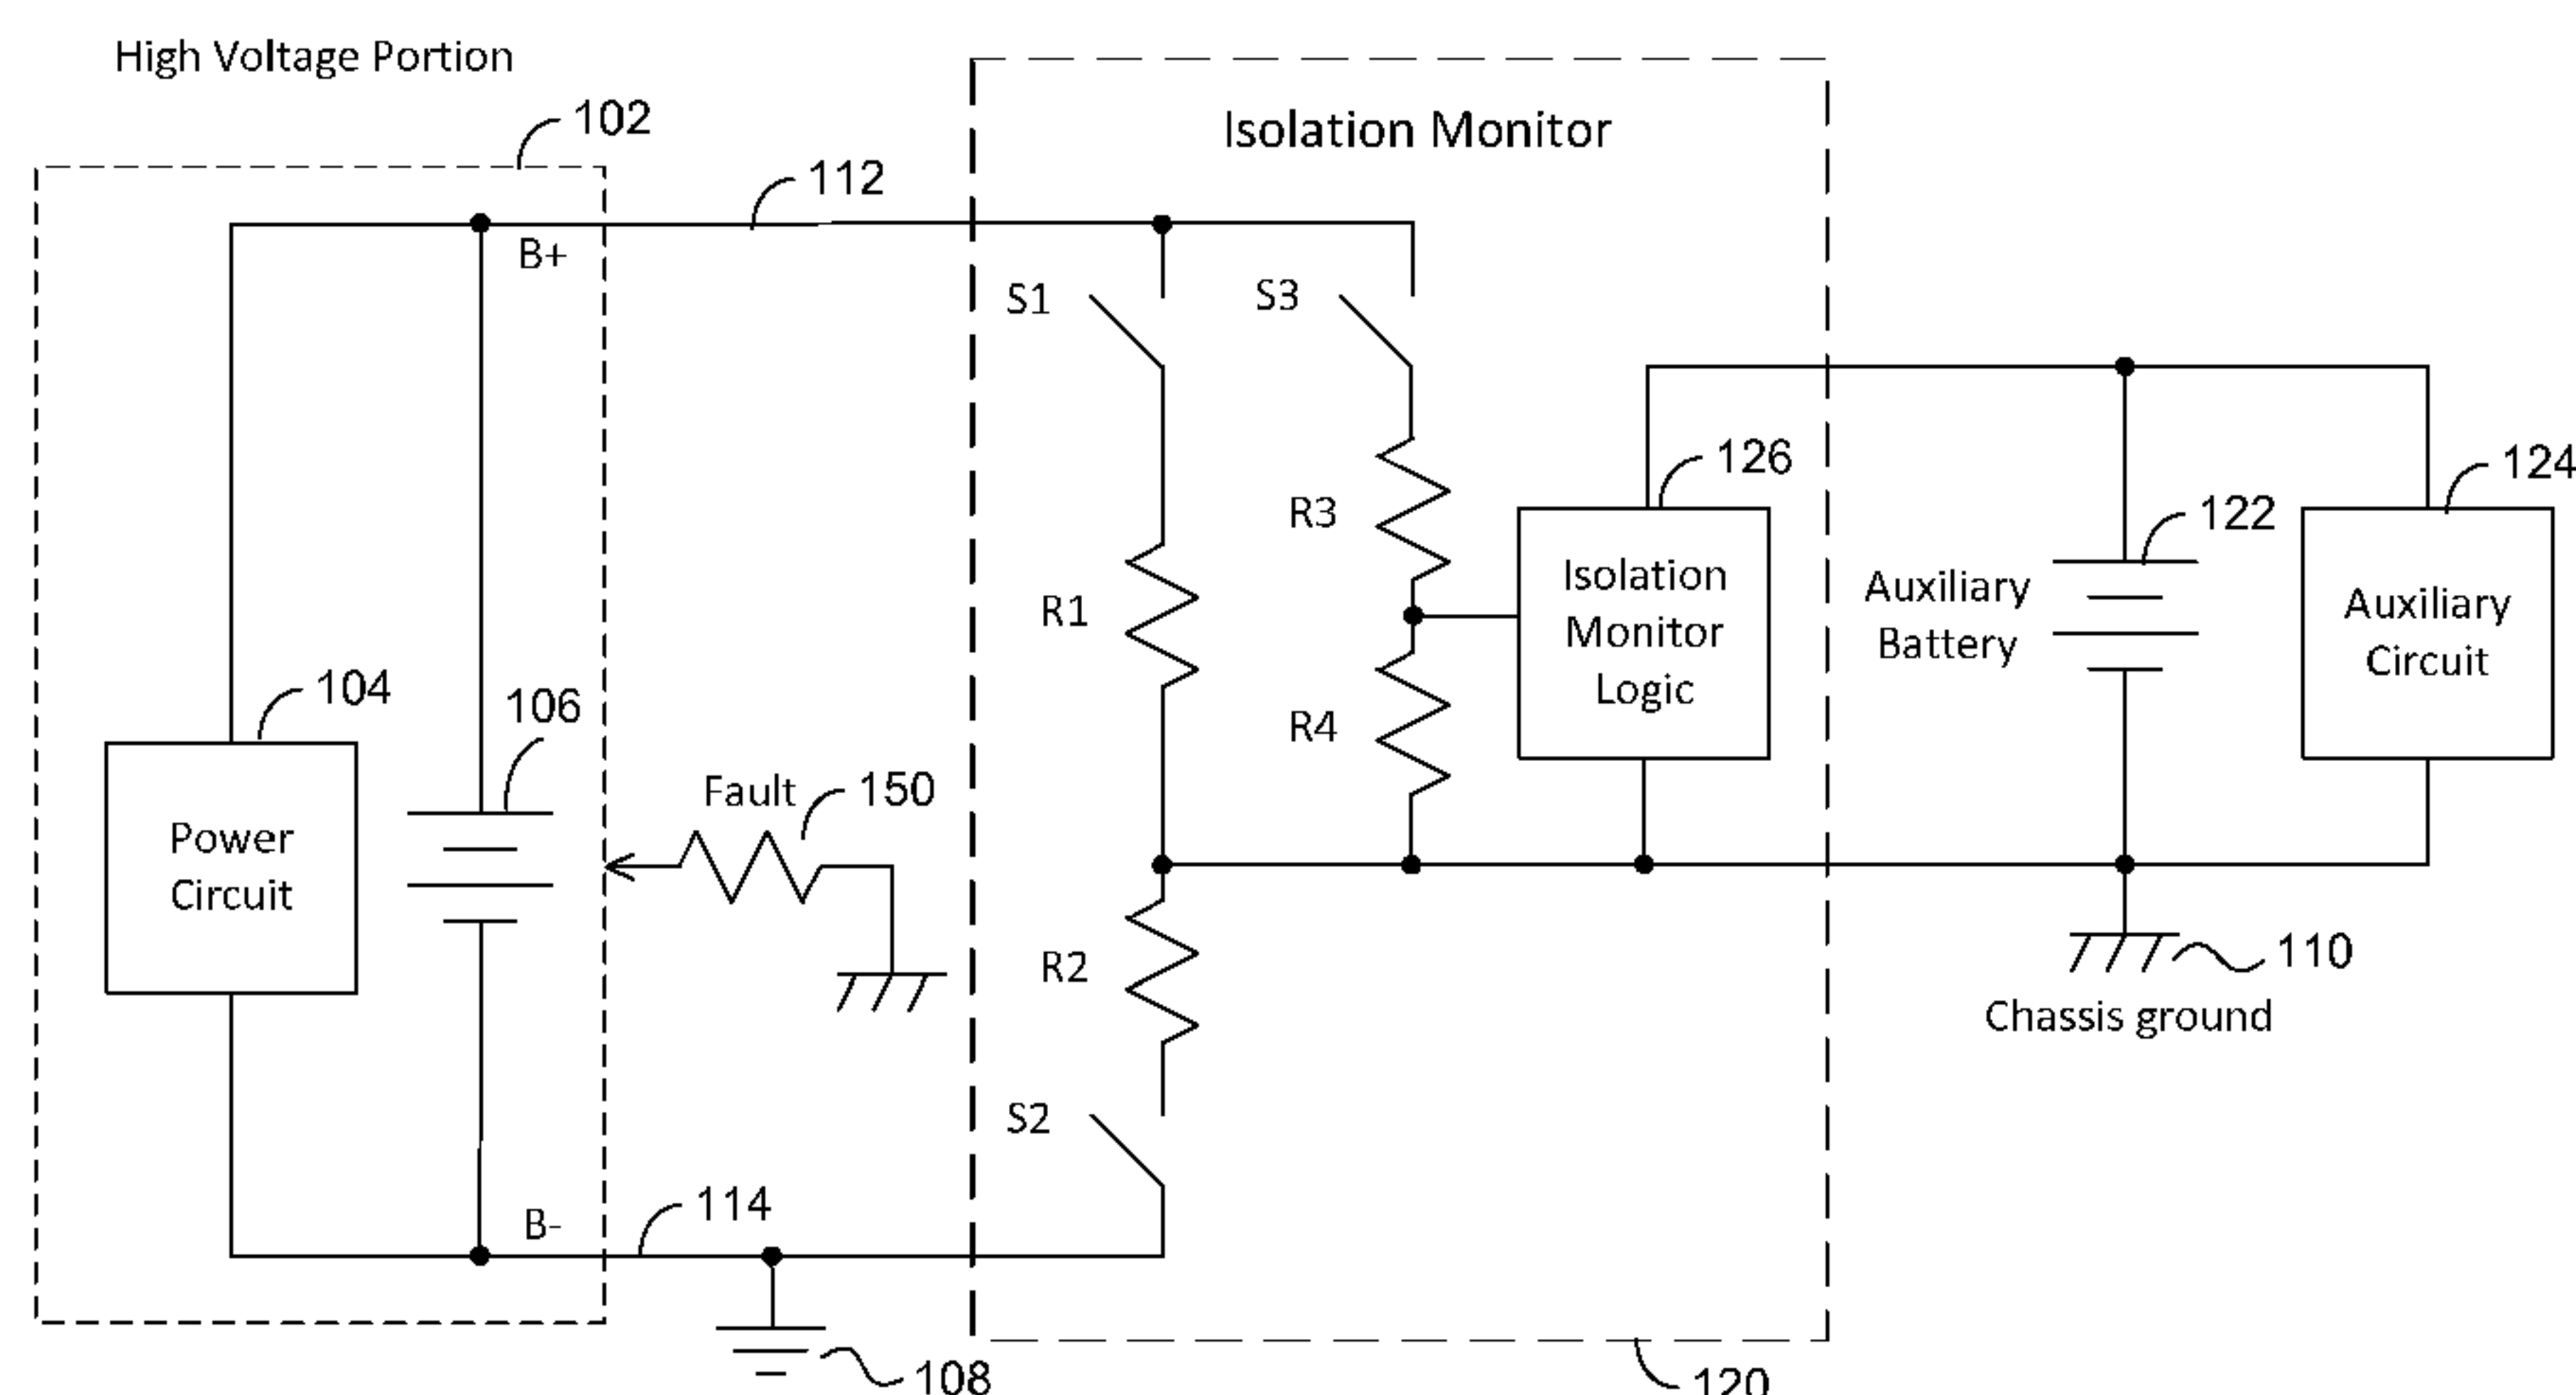 High Voltage Portion
102
Isolation Monitor
112
B+
S1
S3
126
124
122
R3
Isolation
Monitor
Logic
Auxiliary
Battery
Auxiliary
Circuit
R1
104
106
R4
Fault
150
Power
Circuit
R2
110
Chassis ground
S2
114
B-
108
120